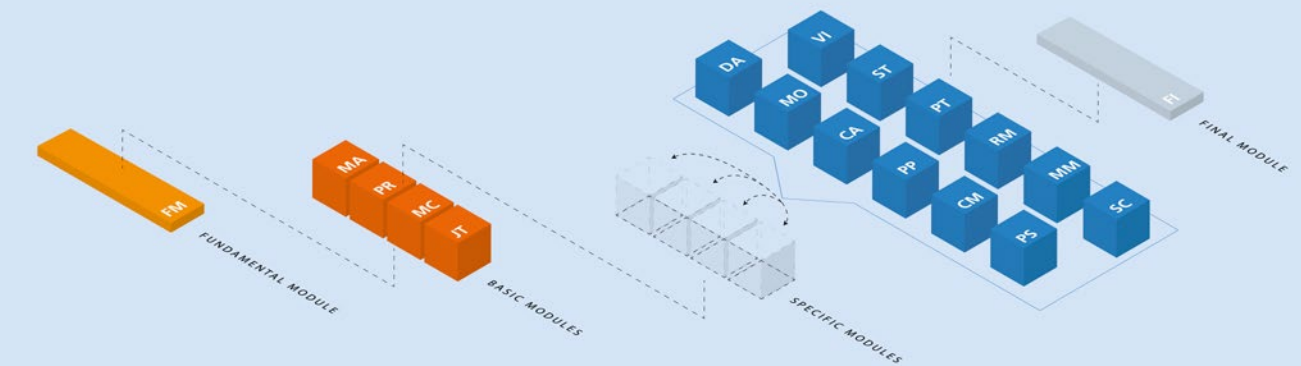 FM
FUNDAMENTAL MODULE
MA
PR
MC
JT
BASIC MODULES
SPECIFIC MODULES
DA
MO
CA
PP
CM
PS
VI
ST
PT
RM
MM
SC
FI
FINAL MODULE